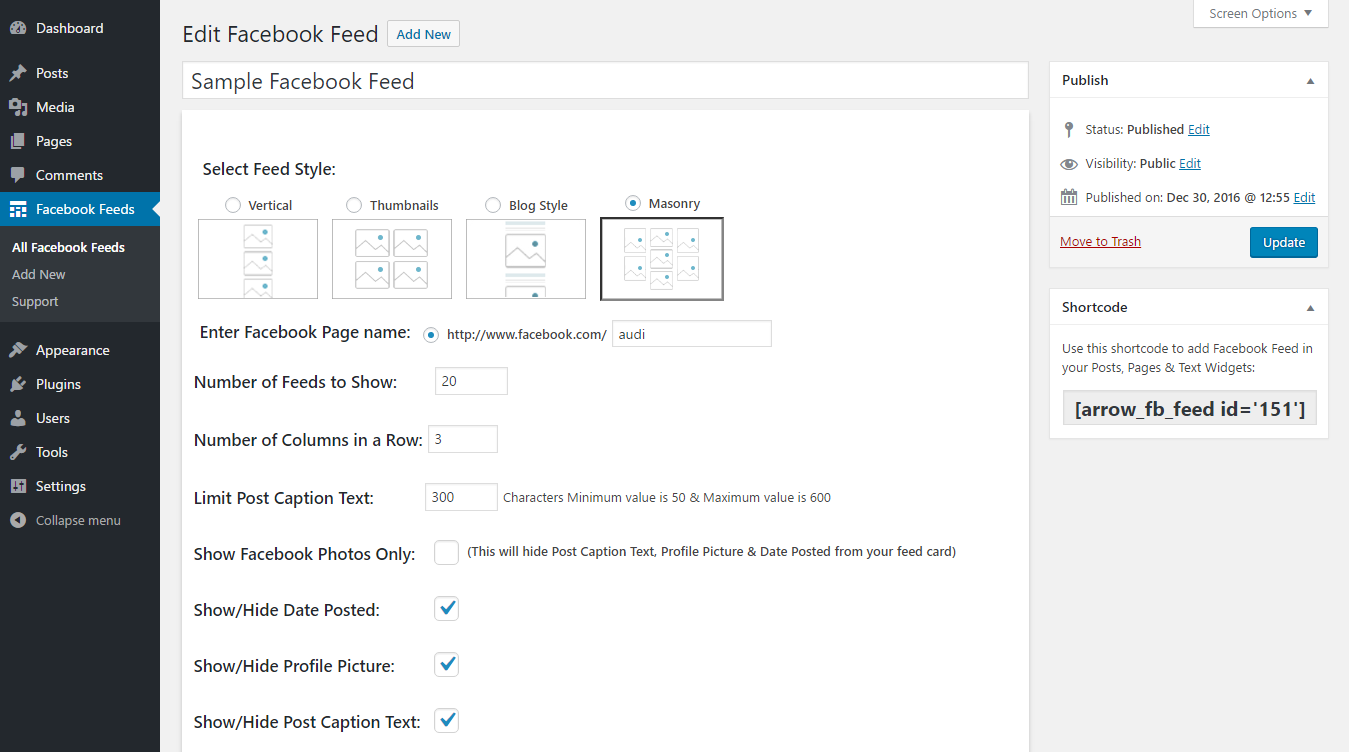 Dashboard
Posts
Media
Pages
Comments
Facebook Feeds
All Facebook Feeds
Add New
Support
Appearance
Plugins
Users
Tools
Settings
Collapse menu
Screen Options
Edit Facebook Feed Add New
Sample Facebook Feed
Select Feed Style:
Vertical Thumbnails Blog Style Masonry
Enter Facebook Page name: http://www.facebook.com/ audi
Number of Feeds to Show: 20
Number of Columns in a Row: 3
Limit Post Caption Text: 300 Characters Minimum value is 50 & Maximum value is 600
Show Facebook Photos Only: (This will hide Post Caption Text, Profile Picture & Date Posted from your feed card)
Show/Hide Date Posted:
Show/Hide Profile Picture:
Show/Hide Post Caption Text:
Publish
Status: Published Edit
Visibility: Public Edit
Published on: Dec 30, 2016 @ 12:55 Edit
Move to Trash Update
Shortcode
Use this shortcode to add Facebook Feed in
your Posts, Pages & Text Widgets:
[arrow_fb_feed id='151']